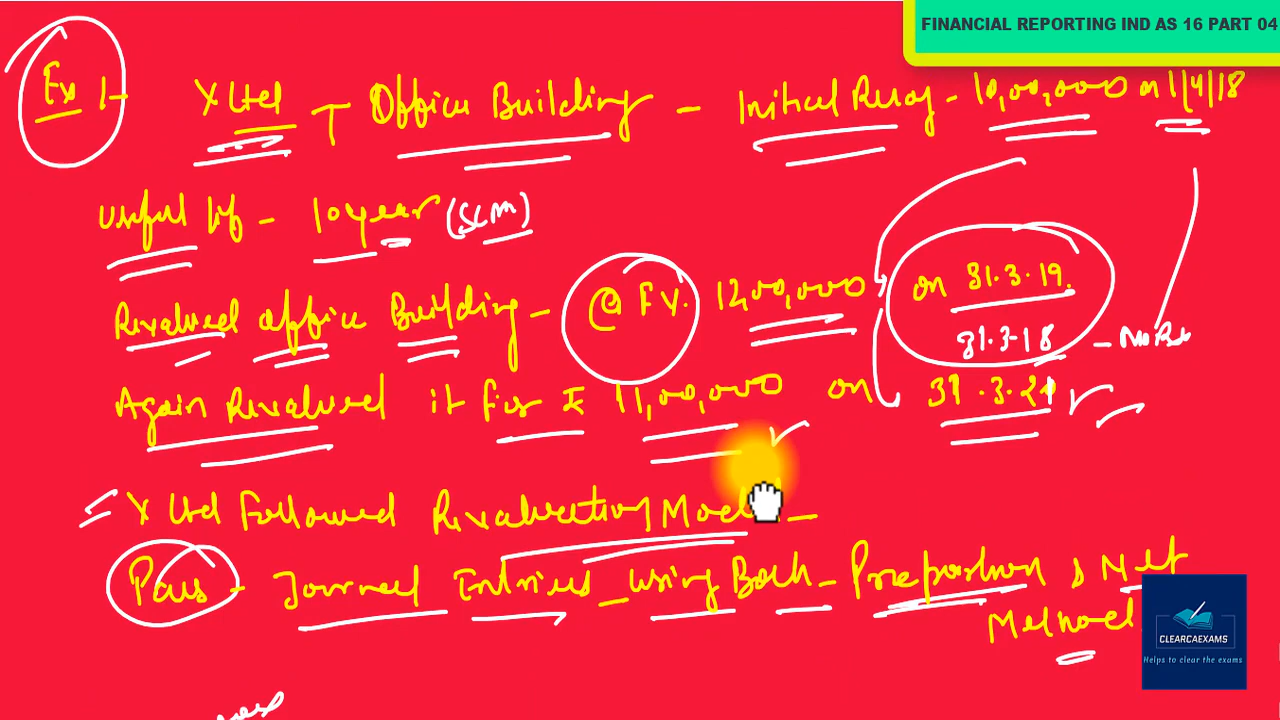 FINANCIAL REPORTING IND AS 16 PART 04
Ex 1- X Ltd - Office Building - Initial Recog - 10,00,000 on 1/4/18
Useful lif - 10 year (SLM)
Revalued office Building - @ F.V. 12,00,000 on 31.3.19.
31.3.18 -
Again Revalued it for ₹ 11,00,000 on 31.3.21
X Ltd Followed Revaluation Model -
Pass - Journal Entries using Both - Proportion & Net
Method.
CLEARCAEXAMS
Helps to clear the exams